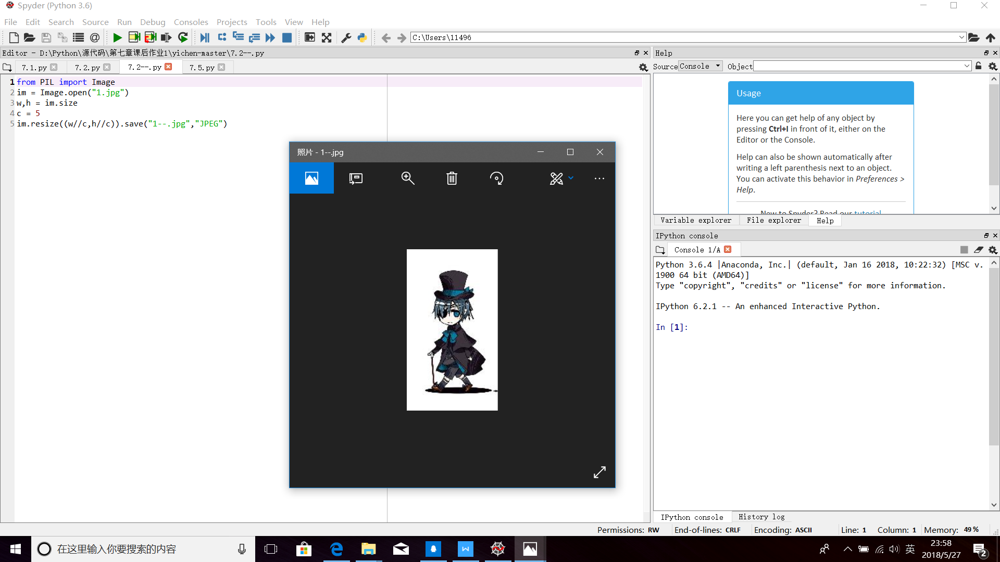 Spyder (Python 3.6)
File Edit Search Source Run Debug Consoles Projects Tools View Help
C:\Users\11496
Editor - D:\Python\源代码\第七章课后作业1\yichen-master\7.2--.py
7.1.py 7.2.py 7.2--.py 7.5.py
1 from PIL import Image
2 im = Image.open("1.jpg")
3 w,h = im.size
4 c = 5
5 im.resize((w//c,h//c)).save("1--.jpg","JPEG")
照片 - 1--.jpg
Help
Source Console Object
Usage
Here you can get help of any object by
pressing Ctrl+I in front of it, either on the
Editor or the Console.
Help can also be shown automatically after
writing a left parenthesis next to an object.
You can activate this behavior in Preferences >
Help.
New to Spyder? Read our tutorial
Variable explorer File explorer Help
IPython console
Console 1/A
Python 3.6.4 |Anaconda, Inc.| (default, Jan 16 2018, 10:22:32) [MSC v.
1900 64 bit (AMD64)]
Type "copyright", "credits" or "license" for more information.
IPython 6.2.1 -- An enhanced Interactive Python.
In [1]:
IPython console History log
Permissions: RW End-of-lines: CRLF Encoding: ASCII Line: 1 Column: 1 Memory: 49 %
在这里输入你要搜索的内容
英
23:58
2018/5/27
2